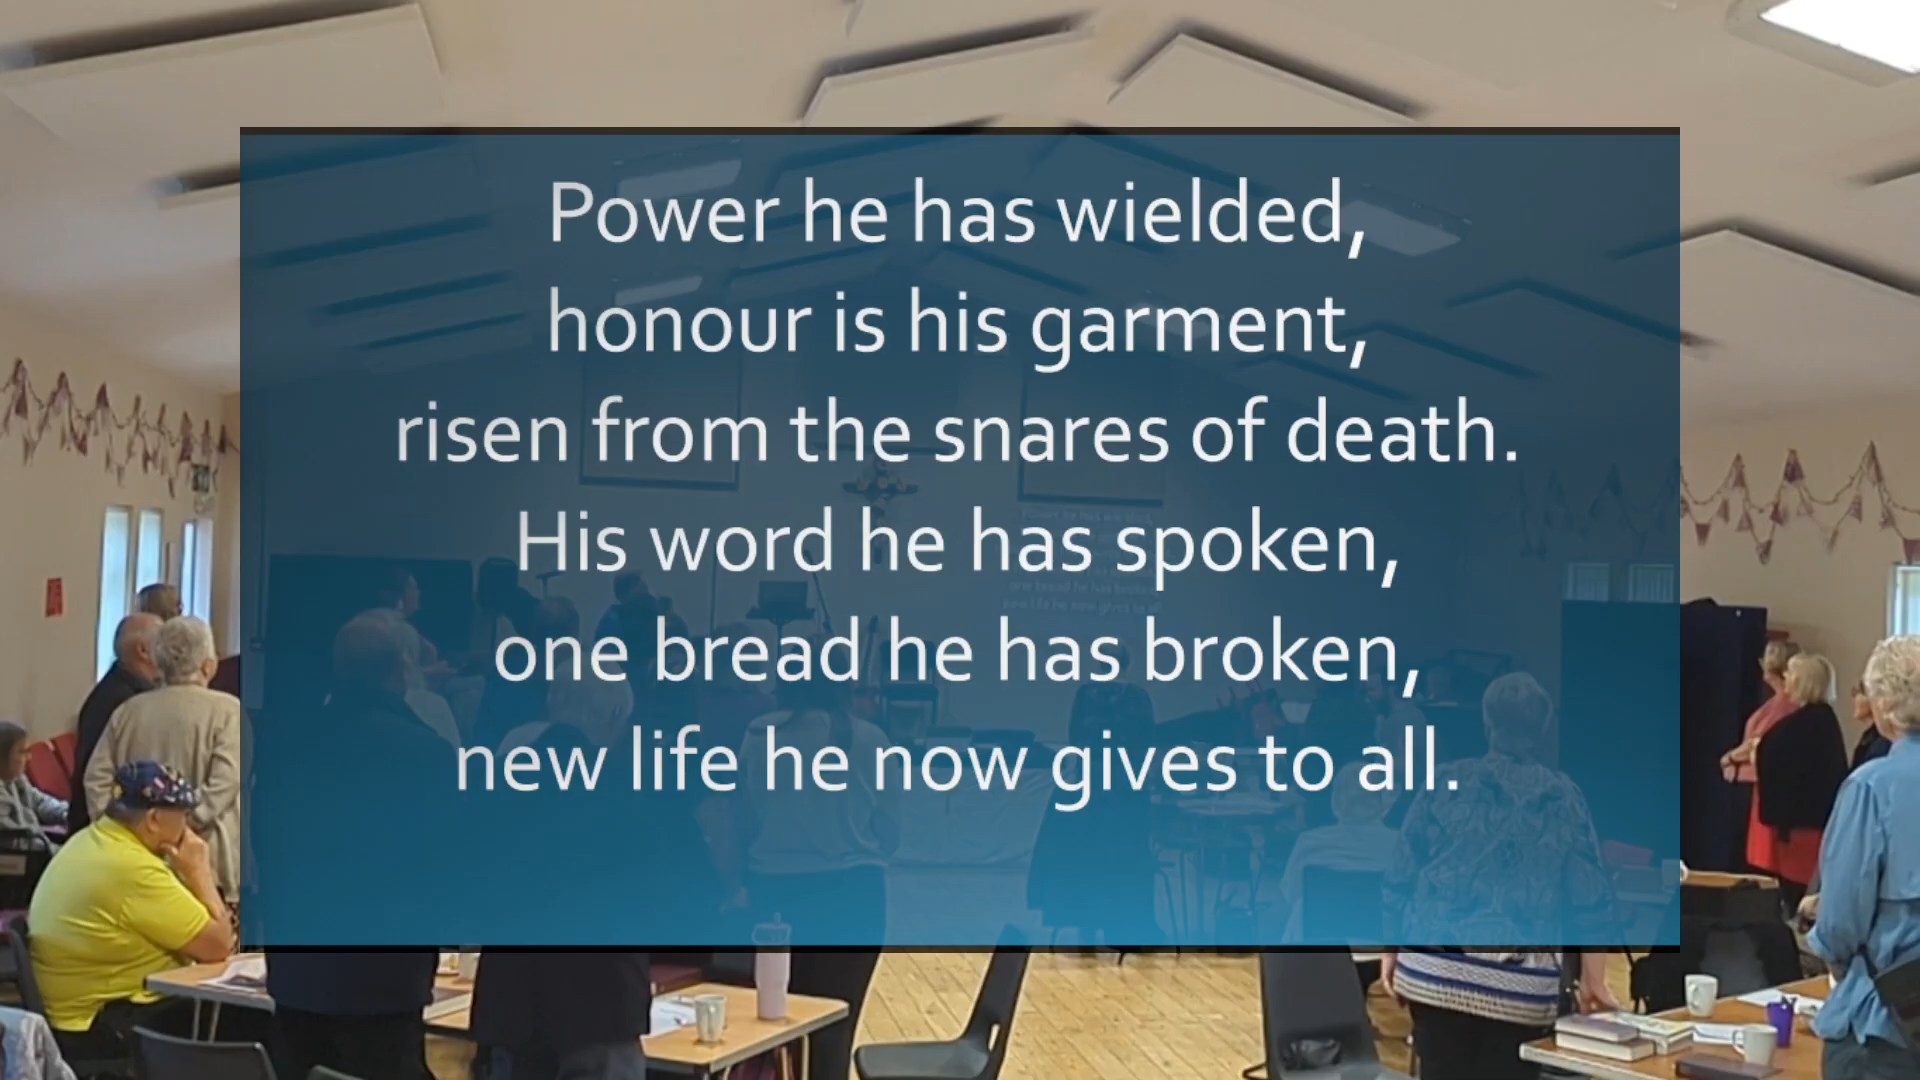 Power he has wielded,
honour is his garment,
risen from the snares of death.
His word he has spoken,
one bread he has broken,
new life he now gives to all.